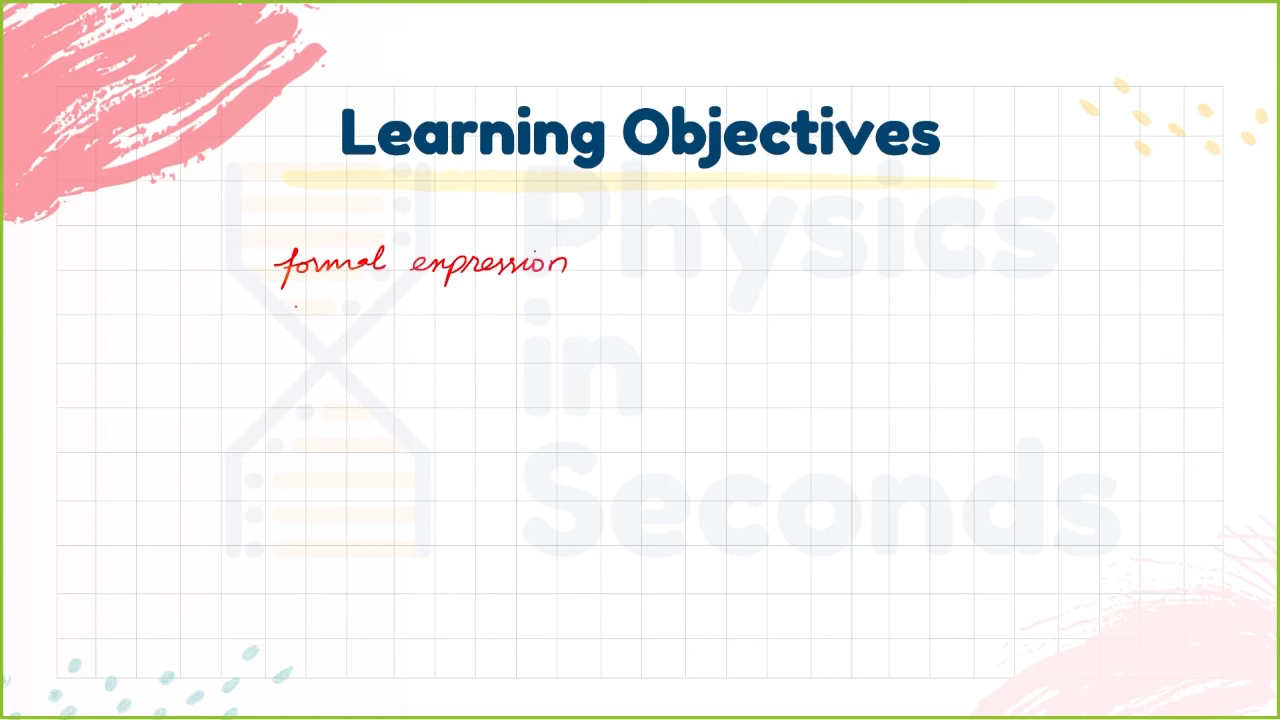 Learning Objectives
formal expression
Physics
in
Seconds